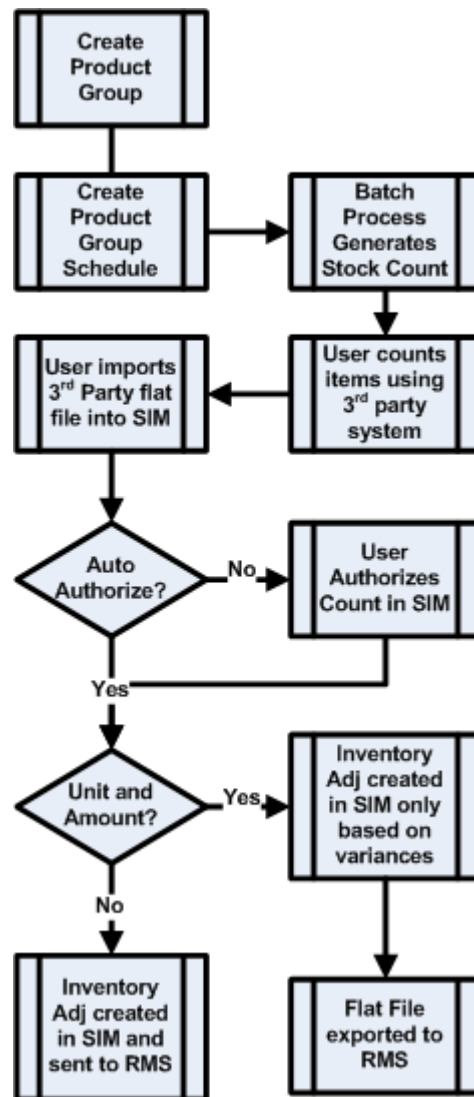 Create
Product
Group
Create
Product
Group
Schedule
Batch
Process
Generates
Stock Count
User imports
3rd Party flat
file into SIM
User counts
items using
3rd party
system
Auto
Authorize?
No
User
Authorizes
Count in SIM
Yes
Unit and
Amount?
Yes
Inventory
Adj created
in SIM only
based on
variances
No
Inventory
Adj created
in SIM and
sent to RMS
Flat File
exported to
RMS